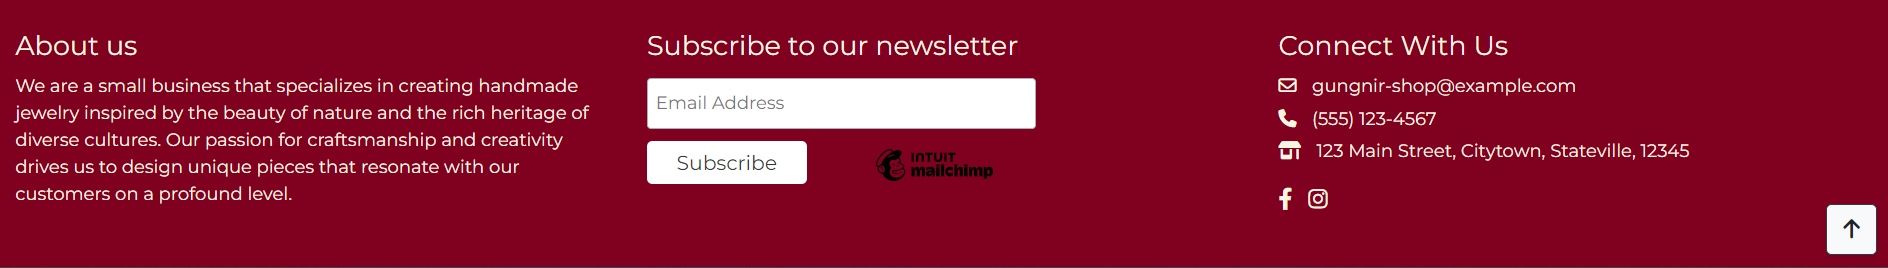 About us
We are a small business that specializes in creating handmade
jewelry inspired by the beauty of nature and the rich heritage of
diverse cultures. Our passion for craftsmanship and creativity
drives us to design unique pieces that resonate with our
customers on a profound level.
Subscribe to our newsletter
Email Address
Subscribe
INTUIT
mailchimp
Connect With Us
gungnir-shop@example.com
(555) 123-4567
123 Main Street, Citytown, Stateville, 12345